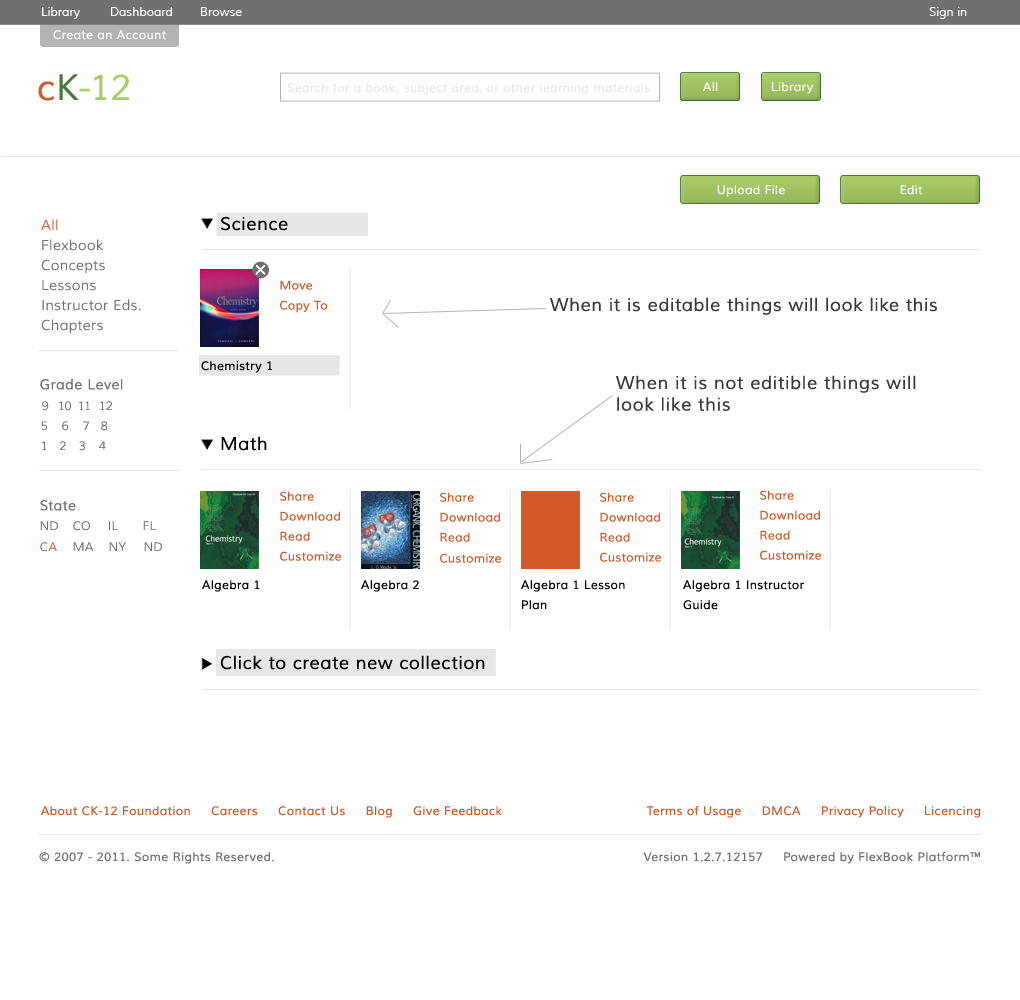 Library Dashboard Browse Sign in
Create an Account
cK-12
Search for a book, subject area, or other learning materials
All
Library
Upload File
Edit
All
Flexbook
Concepts
Lessons
Instructor Eds.
Chapters
Grade Level
9 10 11 12
5 6 7 8
1 2 3 4
State
ND CO IL FL
CA MA NY ND
Science
Chemistry
Move
Copy To
Chemistry 1
When it is editable things will look like this
When it is not editible things will
look like this
Math
Chemistry
Share
Download
Read
Customize
Algebra 1
ORGANIC CHEMISTRY
Share
Download
Read
Customize
Algebra 2
Share
Download
Read
Customize
Algebra 1 Lesson
Plan
Chemistry
Share
Download
Read
Customize
Algebra 1 Instructor
Guide
Click to create new collection
About CK-12 Foundation Careers Contact Us Blog Give Feedback Terms of Usage DMCA Privacy Policy Licencing
© 2007 - 2011. Some Rights Reserved. Version 1.2.7.12157 Powered by FlexBook Platform™